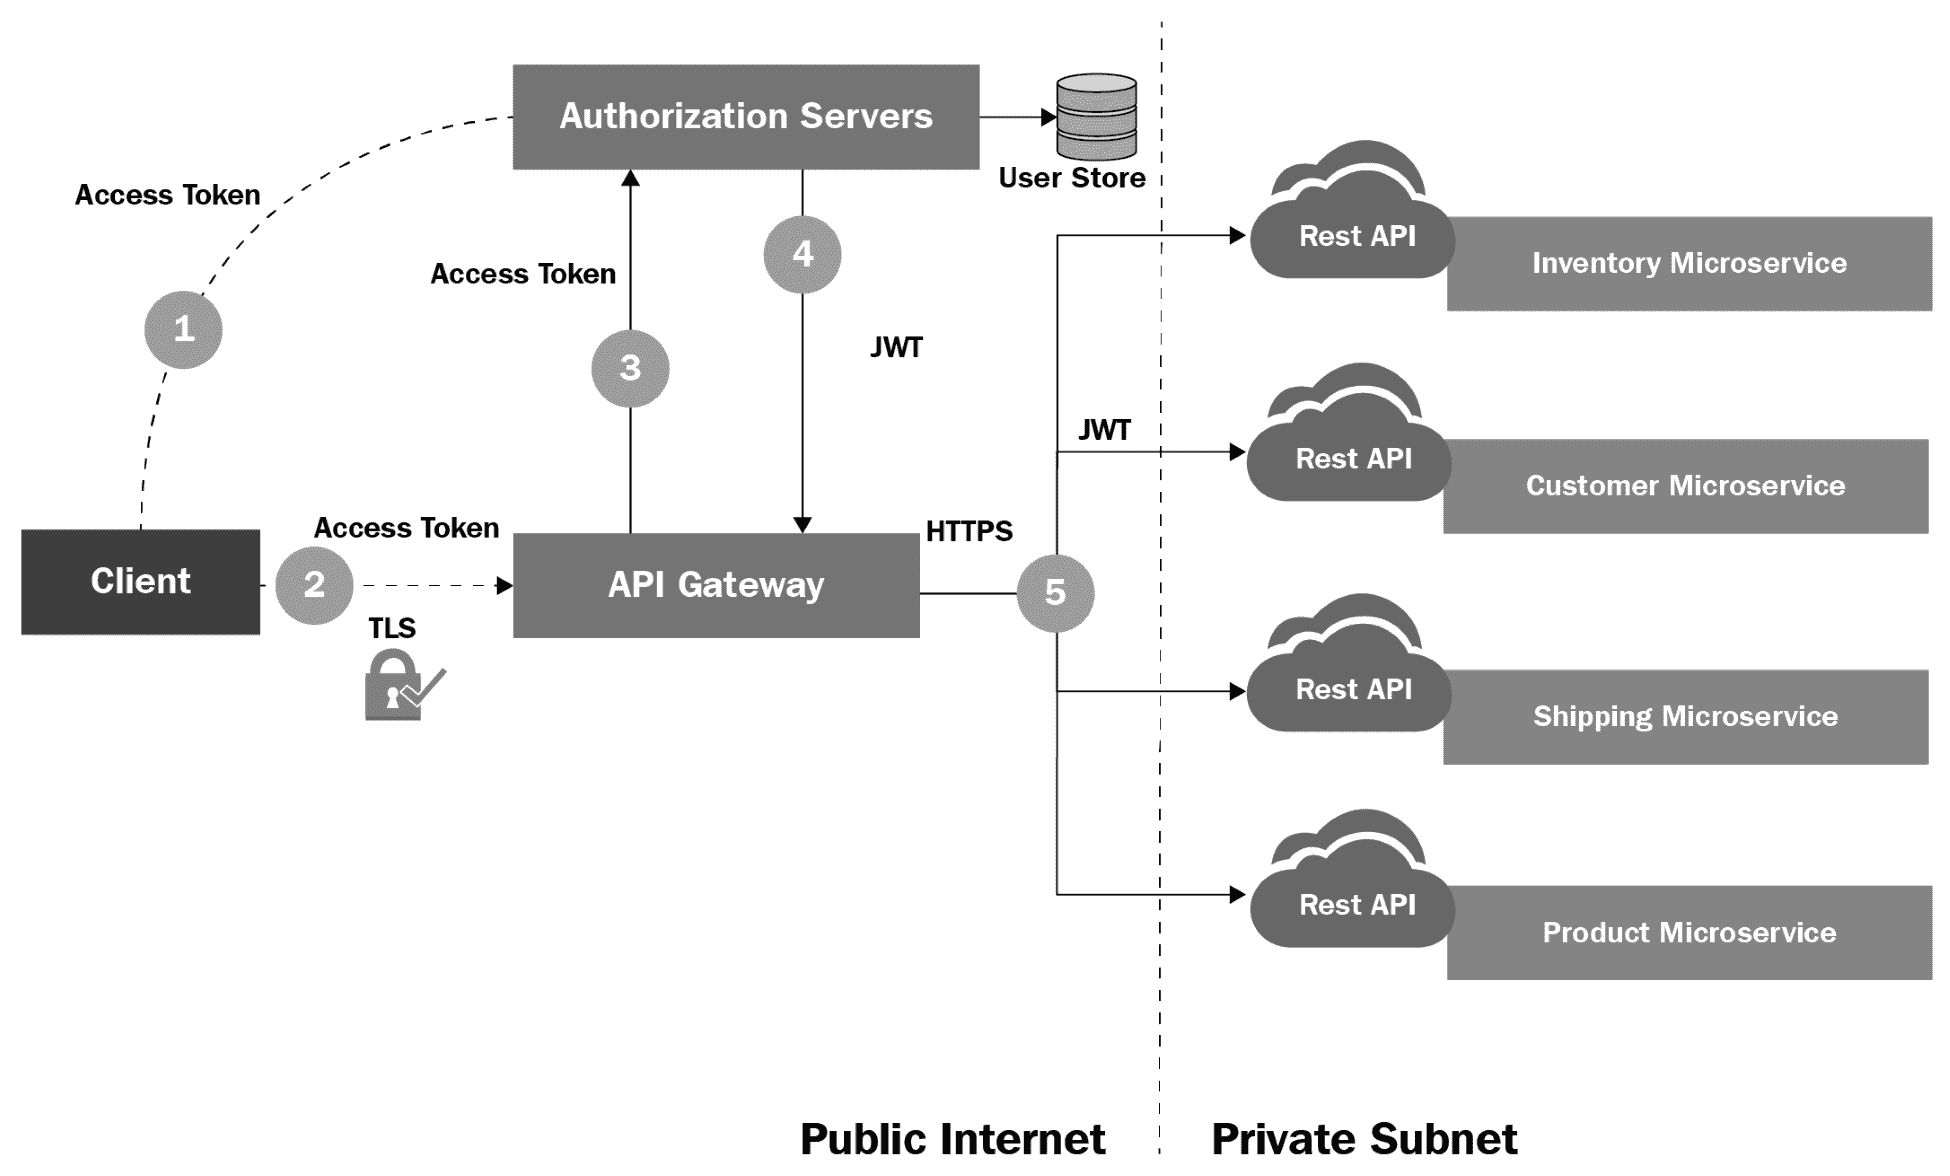 Authorization Servers
User Store
Access Token
1
Access Token
3
4
JWT
Client
2
Access Token
TLS
API Gateway
HTTPS
5
JWT
Rest API
Inventory Microservice
Rest API
Customer Microservice
Rest API
Shipping Microservice
Rest API
Product Microservice
Public Internet
Private Subnet